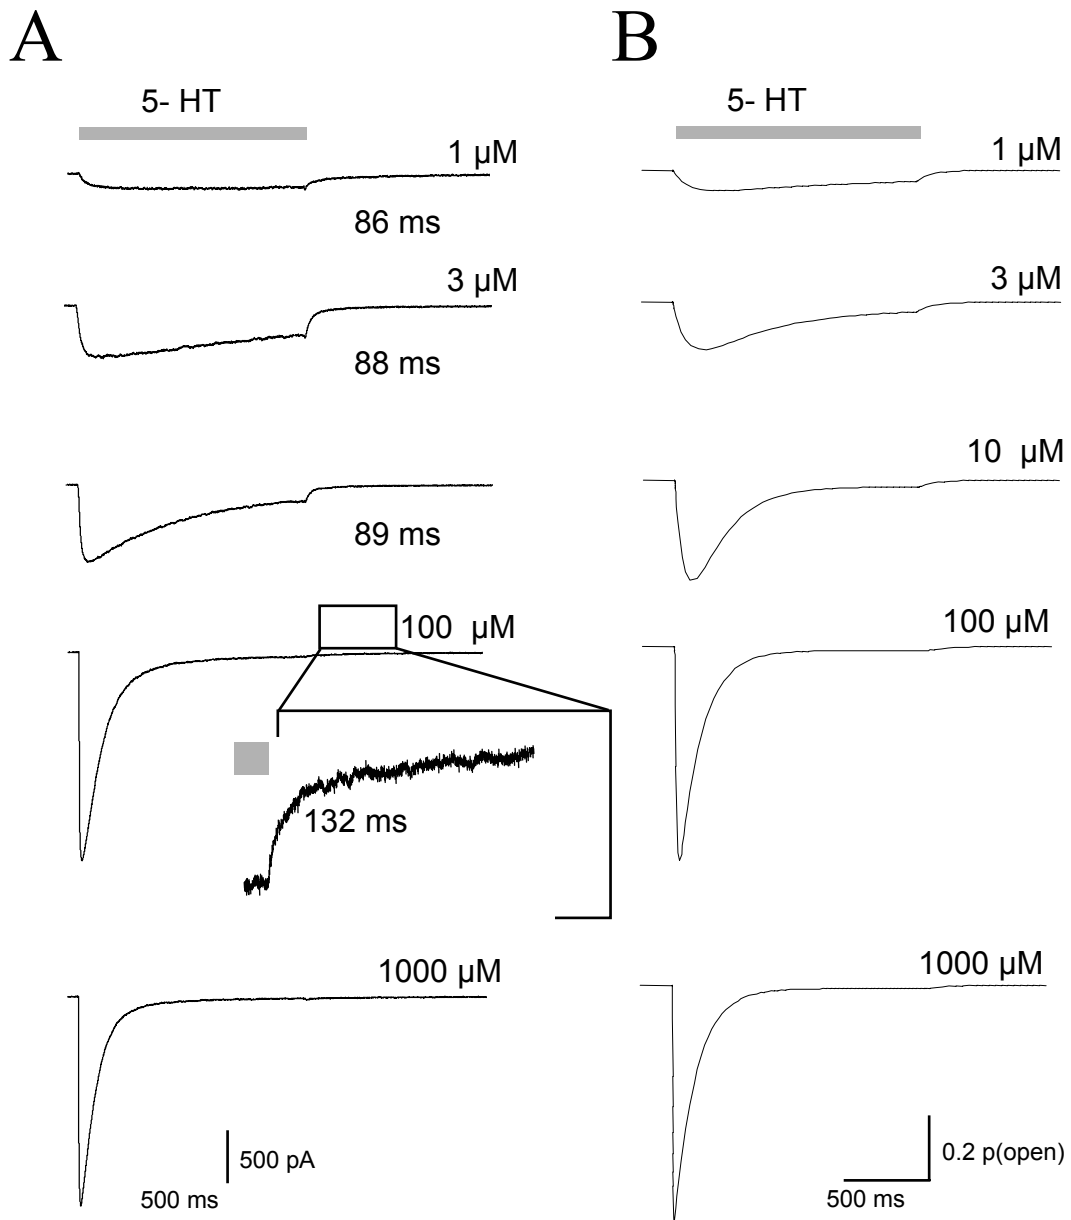 A
5- HT
1 µM
86 ms
3 µM
88 ms
89 ms
100 µM
132 ms
1000 µM
500 pA
500 ms
B
5- HT
1 µM
3 µM
10 µM
100 µM
1000 µM
0.2 p(open)
500 ms